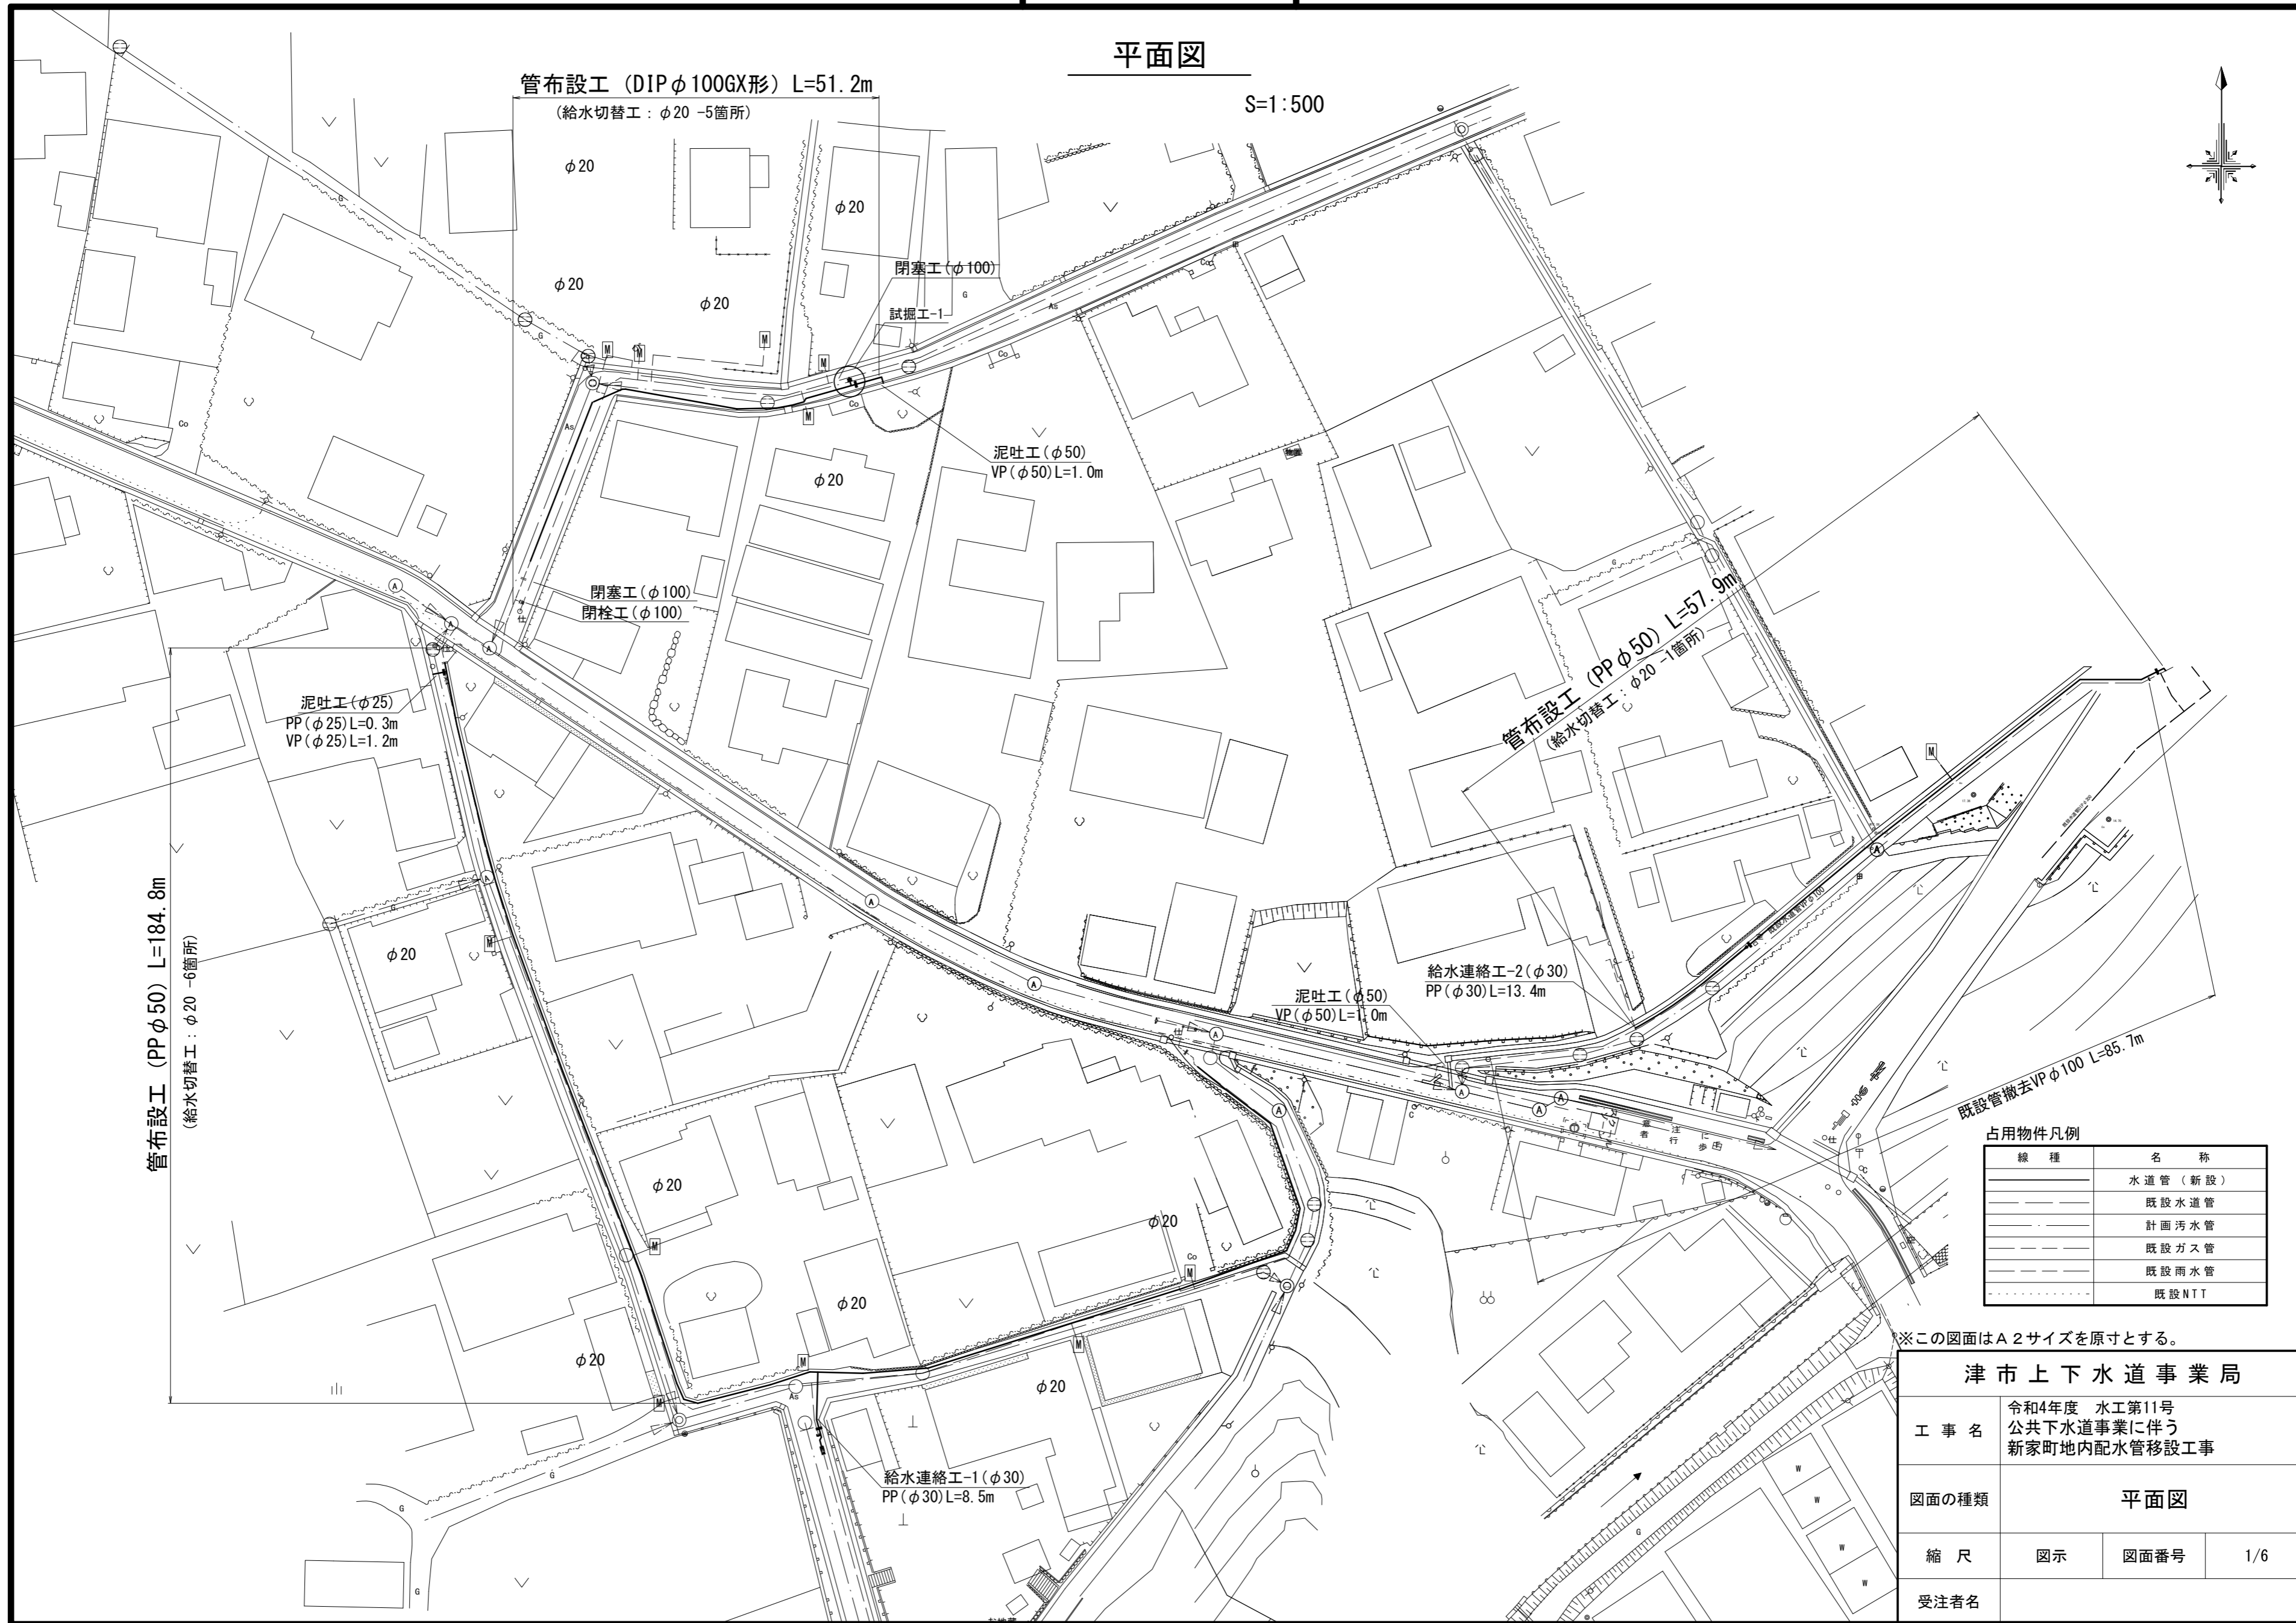 平面図
S=1:500
管布設工 (DIPφ100GX形) L=51.2m
(給水切替工：φ20 -5箇所)
φ20
φ20
φ20
φ20
φ20
閉塞工(φ100)
試掘工-1
泥吐工(φ50)
VP(φ50)L=1.0m
閉塞工(φ100)
閉栓工(φ100)
泥吐工(φ25)
PP(φ25)L=0.3m
VP(φ25)L=1.2m
管布設工 (PPφ50) L=184.8m
(給水切替工：φ20 -6箇所)
管布設工 (PPφ50) L=57.9m
(給水切替工：φ20 -1箇所)
給水連絡工-2(φ30)
PP(φ30)L=13.4m
泥吐工(φ50)
VP(φ50)L=1.0m
既設管撤去VPφ100 L=85.7m
φ20
φ20
φ20
φ20
φ20
φ20
給水連絡工-1(φ30)
PP(φ30)L=8.5m
占用物件凡例
線 種 名 称
水道管（新設）
既設水道管
計画汚水管
既設ガス管
既設雨水管
既設NTT
※この図面はA2サイズを原寸とする。
津市上下水道事業局
工事名
令和4年度 水工第11号
公共下水道事業に伴う
新家町地内配水管移設工事
図面の種類 平面図
縮尺 図示 図面番号 1/6
受注者名